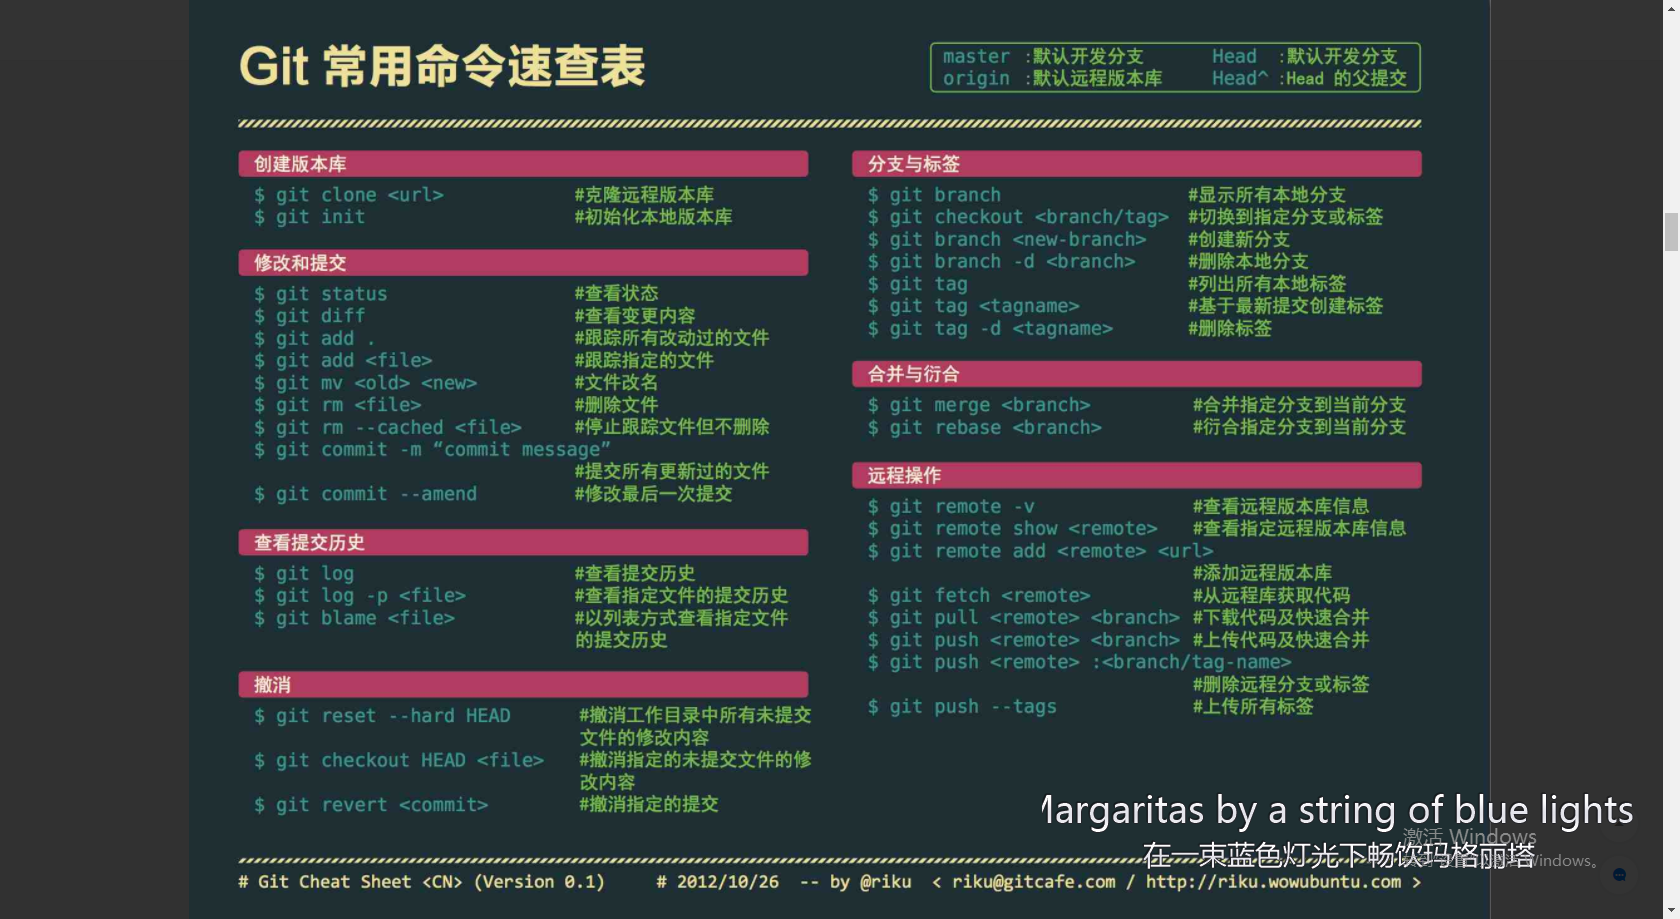 Git 常用命令速查表
master :默认开发分支 Head :默认开发分支
origin :默认远程版本库 Head^ :Head 的父提交
创建版本库
$ git clone <url> #克隆远程版本库
$ git init #初始化本地版本库
修改和提交
$ git status #查看状态
$ git diff #查看变更内容
$ git add . #跟踪所有改动过的文件
$ git add <file> #跟踪指定的文件
$ git mv <old> <new> #文件改名
$ git rm <file> #删除文件
$ git rm --cached <file> #停止跟踪文件但不删除
$ git commit -m “commit message”
#提交所有更新过的文件
$ git commit --amend #修改最后一次提交
查看提交历史
$ git log #查看提交历史
$ git log -p <file> #查看指定文件的提交历史
$ git blame <file> #以列表方式查看指定文件
的提交历史
撤消
$ git reset --hard HEAD #撤消工作目录中所有未提交
文件的修改内容
$ git checkout HEAD <file> #撤消指定的未提交文件的修
改内容
$ git revert <commit> #撤消指定的提交
分支与标签
$ git branch #显示所有本地分支
$ git checkout <branch/tag> #切换到指定分支或标签
$ git branch <new-branch> #创建新分支
$ git branch -d <branch> #删除本地分支
$ git tag #列出所有本地标签
$ git tag <tagname> #基于最新提交创建标签
$ git tag -d <tagname> #删除标签
合并与衍合
$ git merge <branch> #合并指定分支到当前分支
$ git rebase <branch> #衍合指定分支到当前分支
远程操作
$ git remote -v #查看远程版本库信息
$ git remote show <remote> #查看指定远程版本库信息
$ git remote add <remote> <url>
#添加远程版本库
$ git fetch <remote> #从远程库获取代码
$ git pull <remote> <branch> #下载代码及快速合并
$ git push <remote> <branch> #上传代码及快速合并
$ git push <remote> :<branch/tag-name>
#删除远程分支或标签
$ git push --tags #上传所有标签
Margaritas by a string of blue lights
激活 Windows
在一束蓝色灯光下畅饮玛格丽塔
Windows。
# Git Cheat Sheet <CN> (Version 0.1) # 2012/10/26 -- by @riku < riku@gitcafe.com / http://riku.wowubuntu.com >